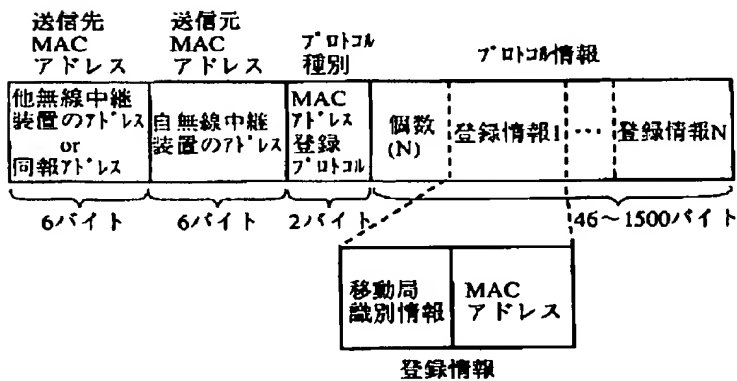 送信先
MAC
アドレス
送信元
MAC
アドレス
プロトコル
種別
プロトコル情報
他無線中継
装置のアドレス
or
同報アドレス
自無線中継
装置のアドレス
MAC
アドレス
登録
プロトコル
個数
(N)
登録情報1
…
登録情報N
6バイト
6バイト
2バイト
46～1500バイト
移動局
識別情報
MAC
アドレス
登録情報